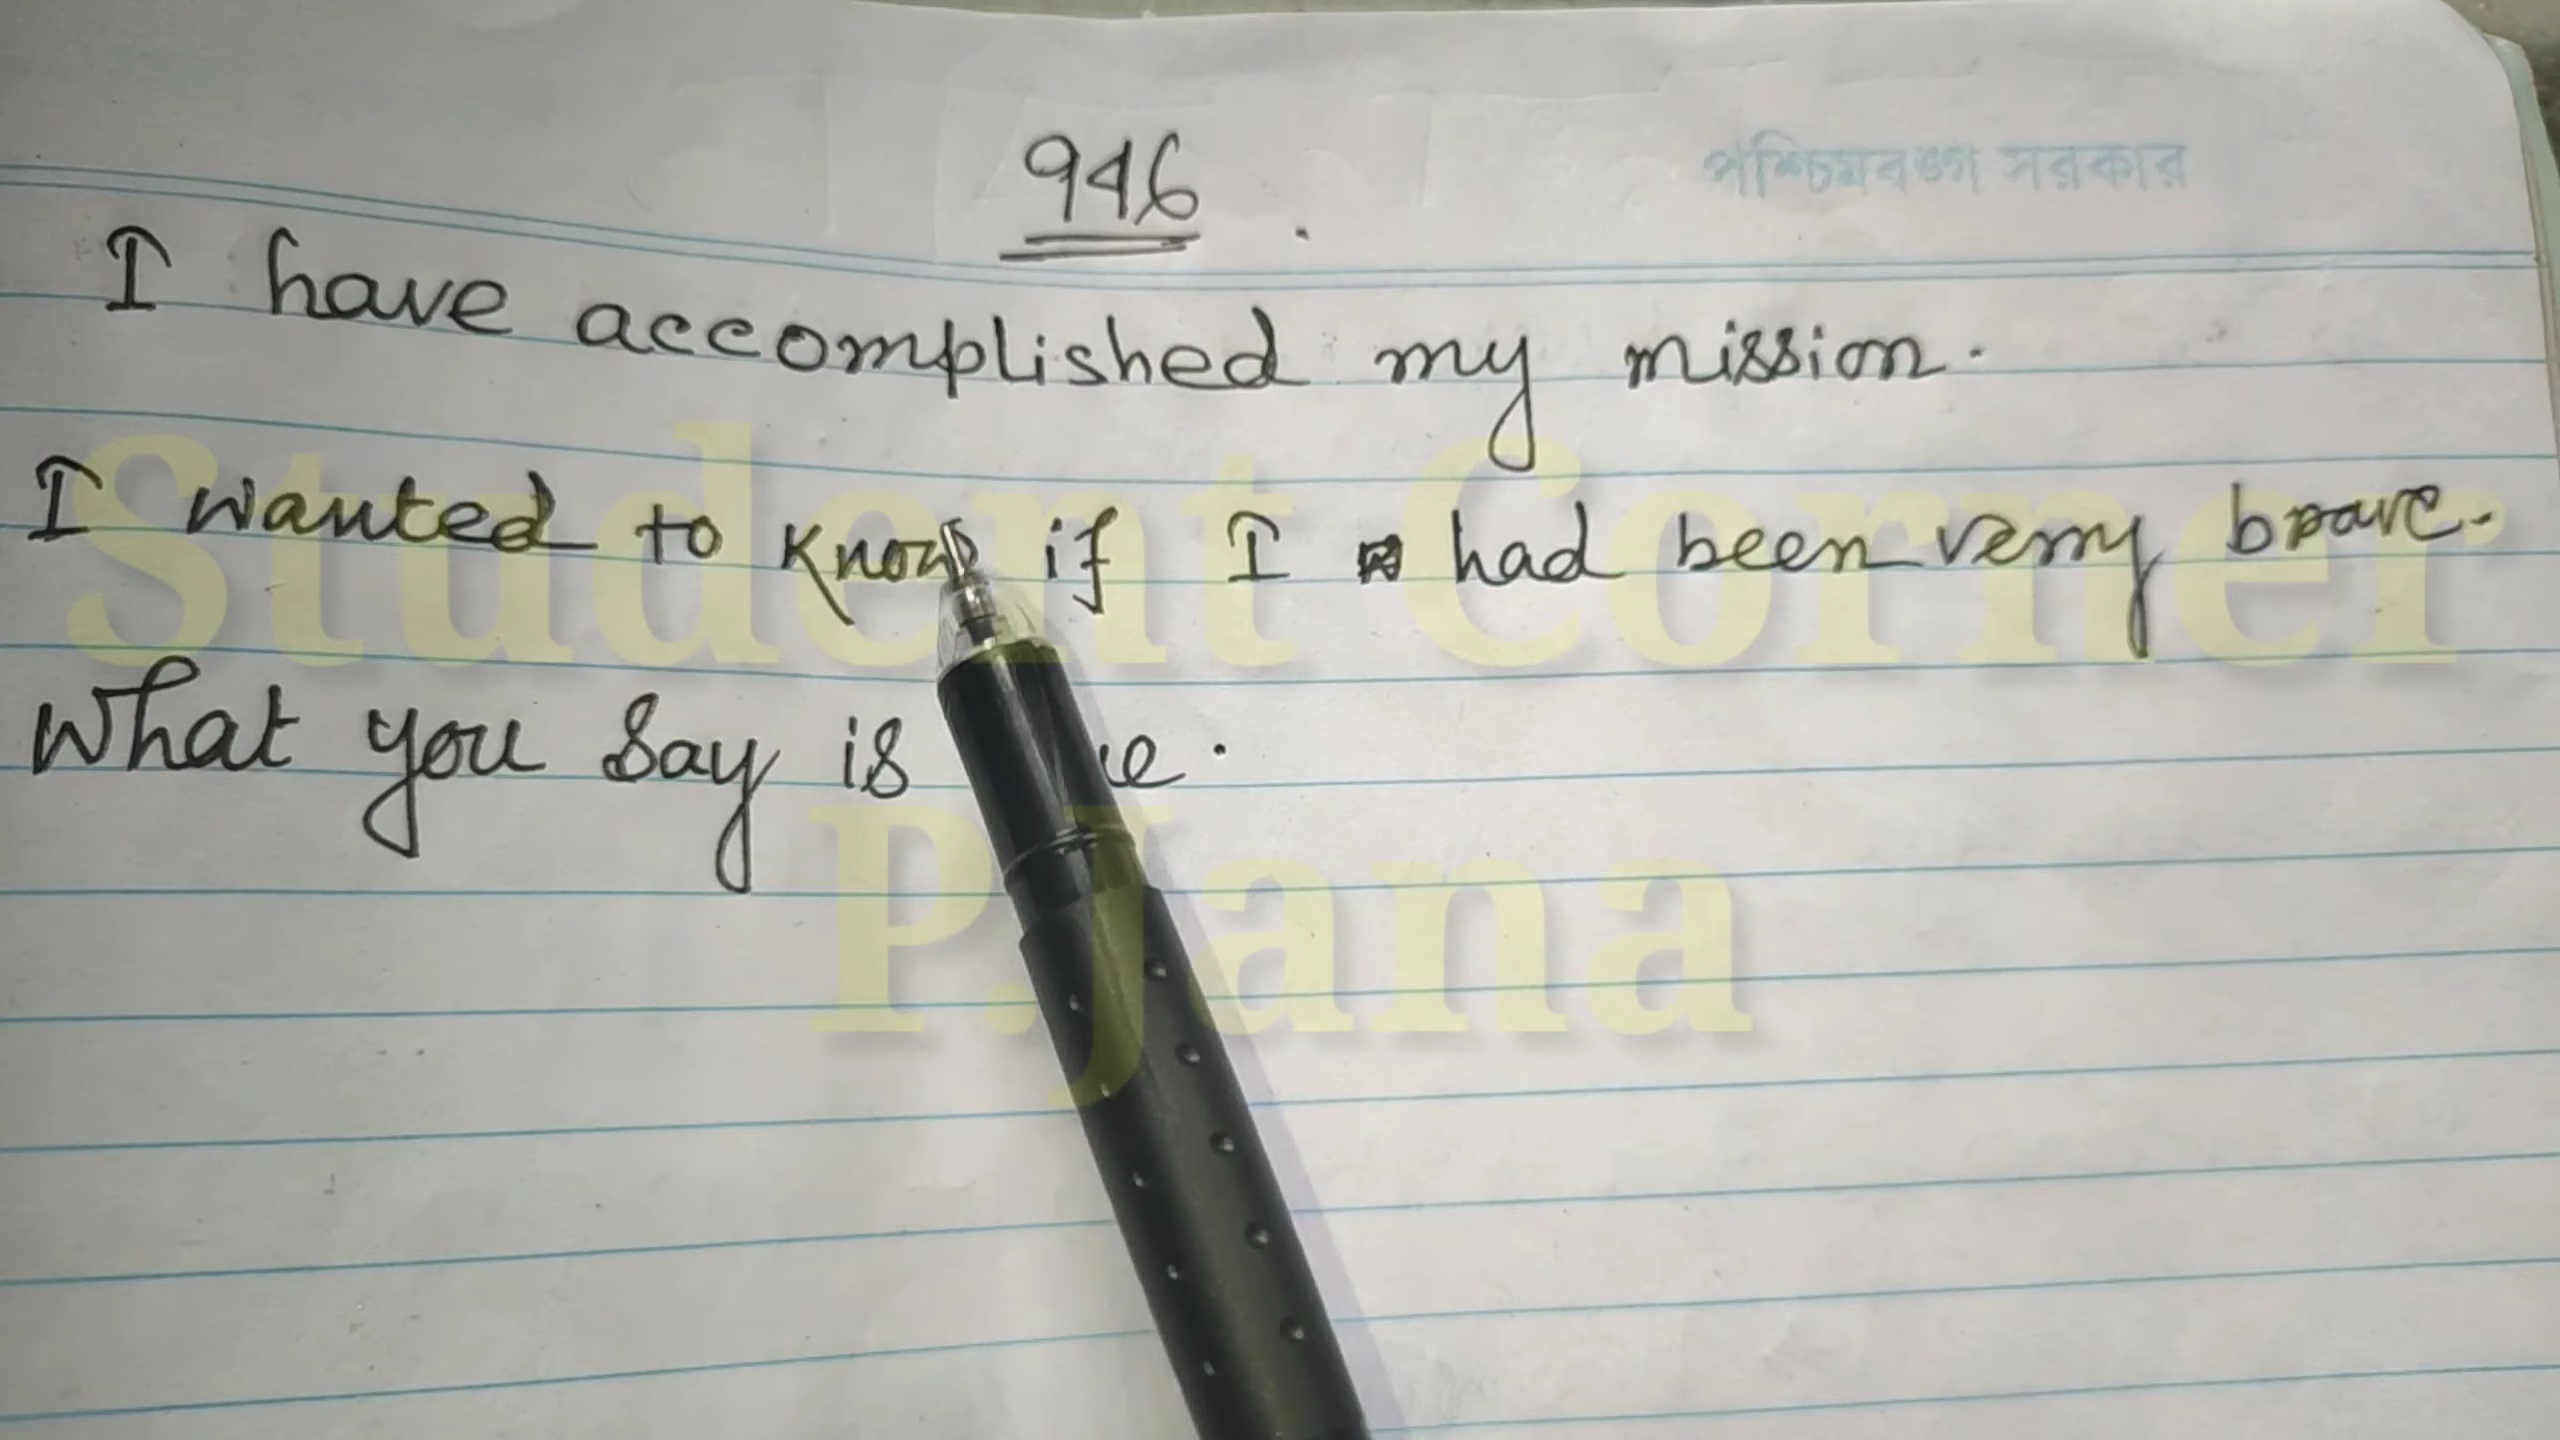 946
পশ্চিমবঙ্গ সরকার
I have accomplished my mission.
I wanted to know if I had been very brave.
What you say is
Student Corner
P.Jana